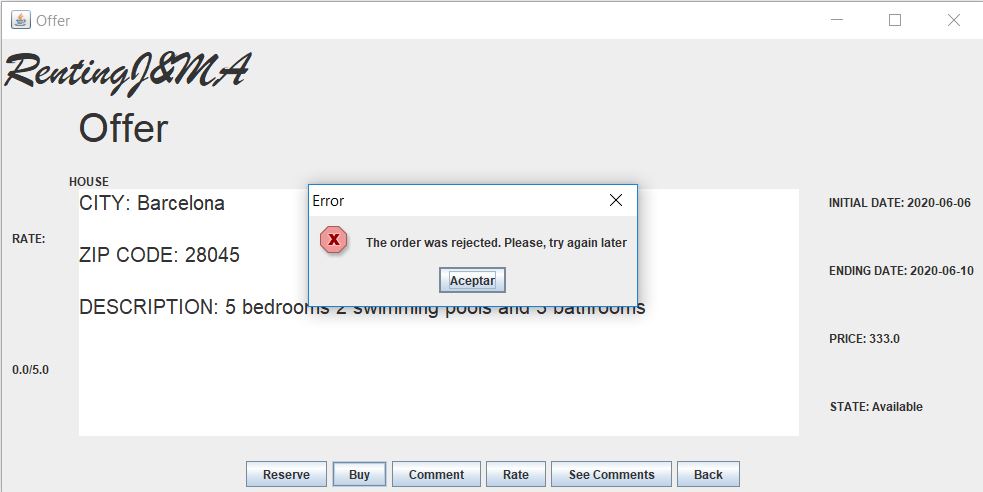 Offer
RentingJ&MA
Offer
HOUSE
CITY: Barcelona
ZIP CODE: 28045
DESCRIPTION: 5 bedrooms 2 swimming pools and 3 bathrooms
RATE:
0.0/5.0
Error
The order was rejected. Please, try again later
Aceptar
INITIAL DATE: 2020-06-06
ENDING DATE: 2020-06-10
PRICE: 333.0
STATE: Available
Reserve Buy Comment Rate See Comments Back